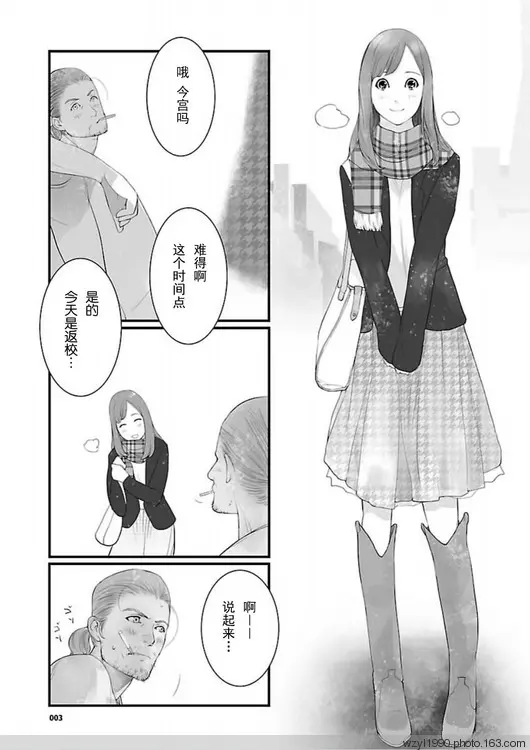 哦 今宫吗
难得啊
这个时间点
是的
今天是返校…
啊——
说起来…
003
wzyl1990.photo.163.com